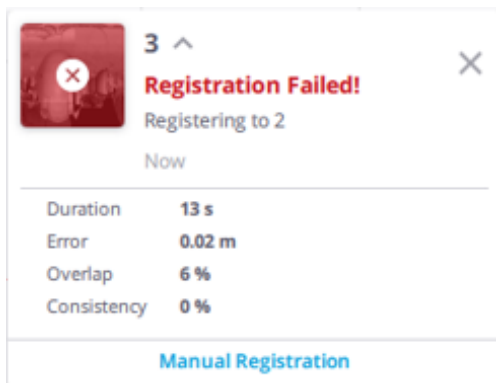 3
Registration Failed!
Registering to 2
Now
Duration 13 s
Error 0.02 m
Overlap 6 %
Consistency 0 %
Manual Registration